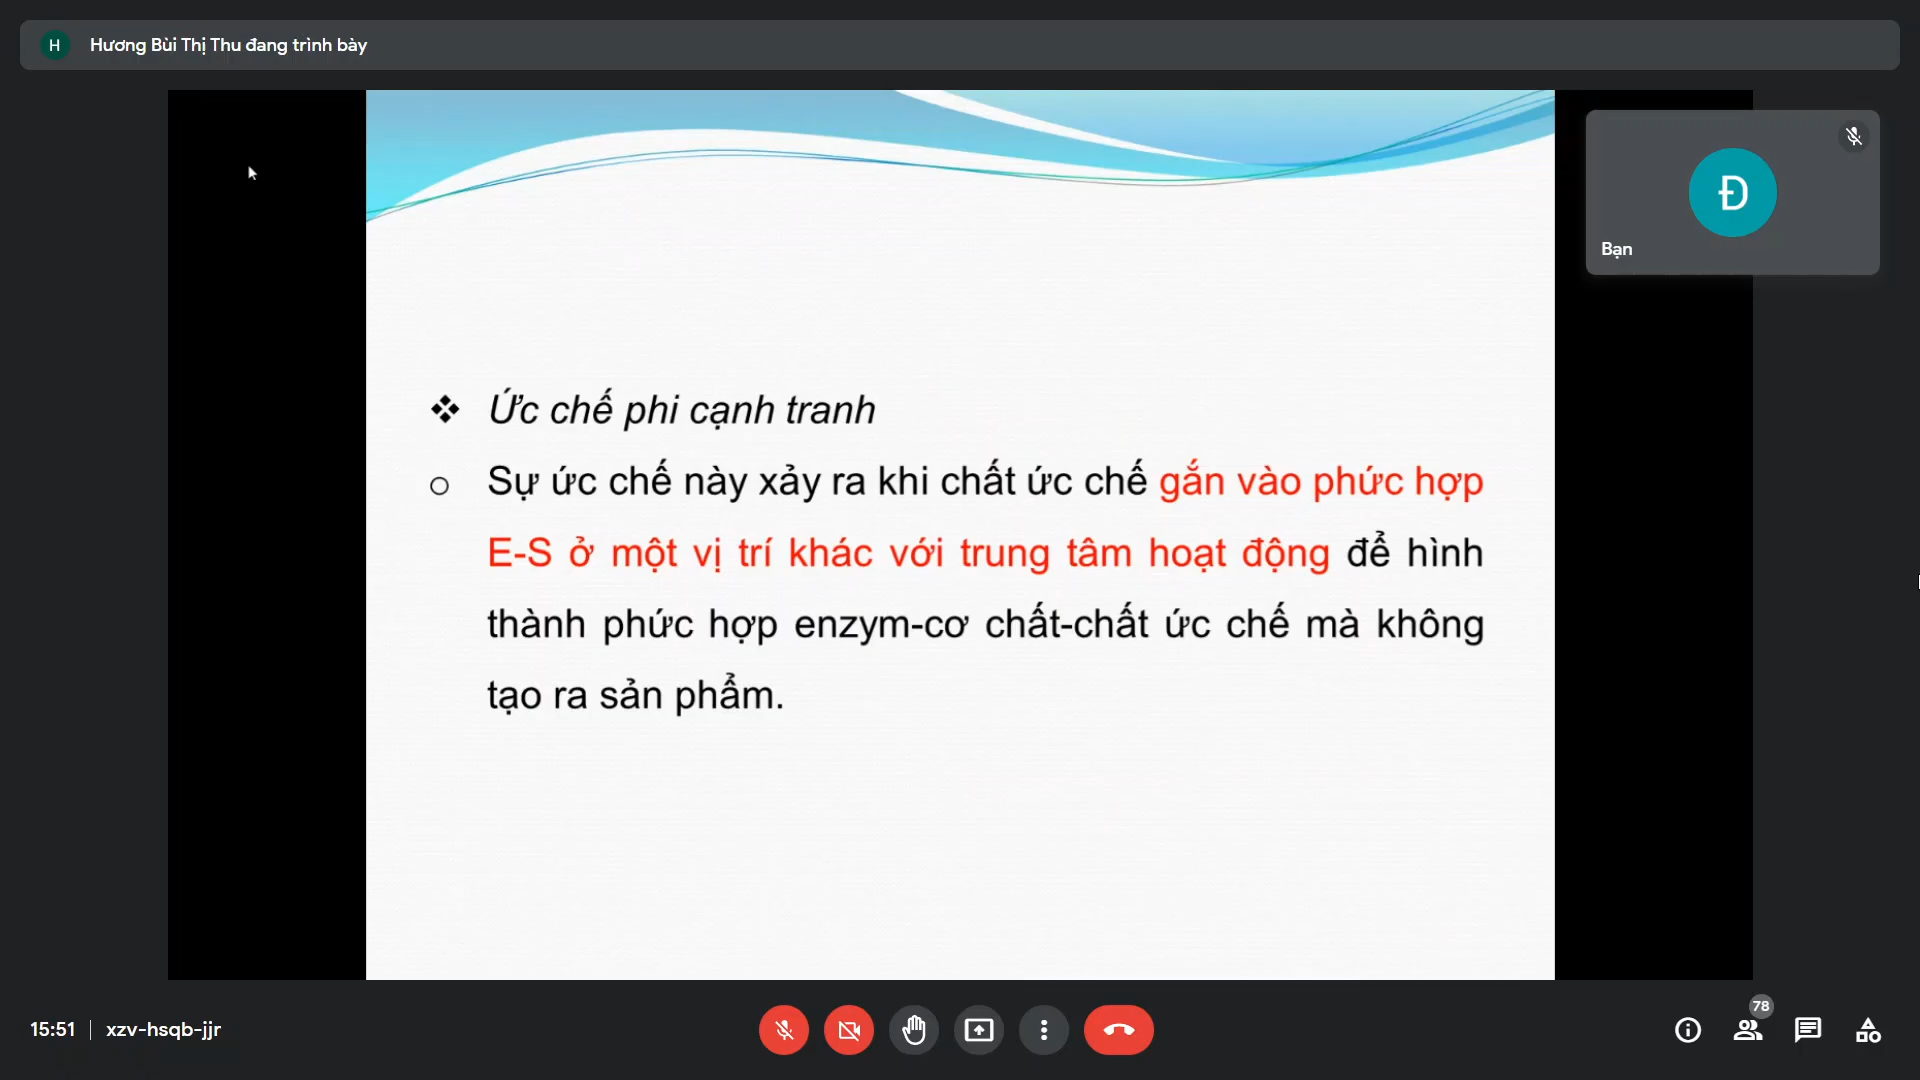 H Hương Bùi Thị Thu đang trình bày
Đ
Bạn
Ức chế phi cạnh tranh
Sự ức chế này xảy ra khi chất ức chế gắn vào phức hợp
E-S ở một vị trí khác với trung tâm hoạt động để hình
thành phức hợp enzym-cơ chất-chất ức chế mà không
tạo ra sản phẩm.
15:51 | xzv-hsqb-jjr
78